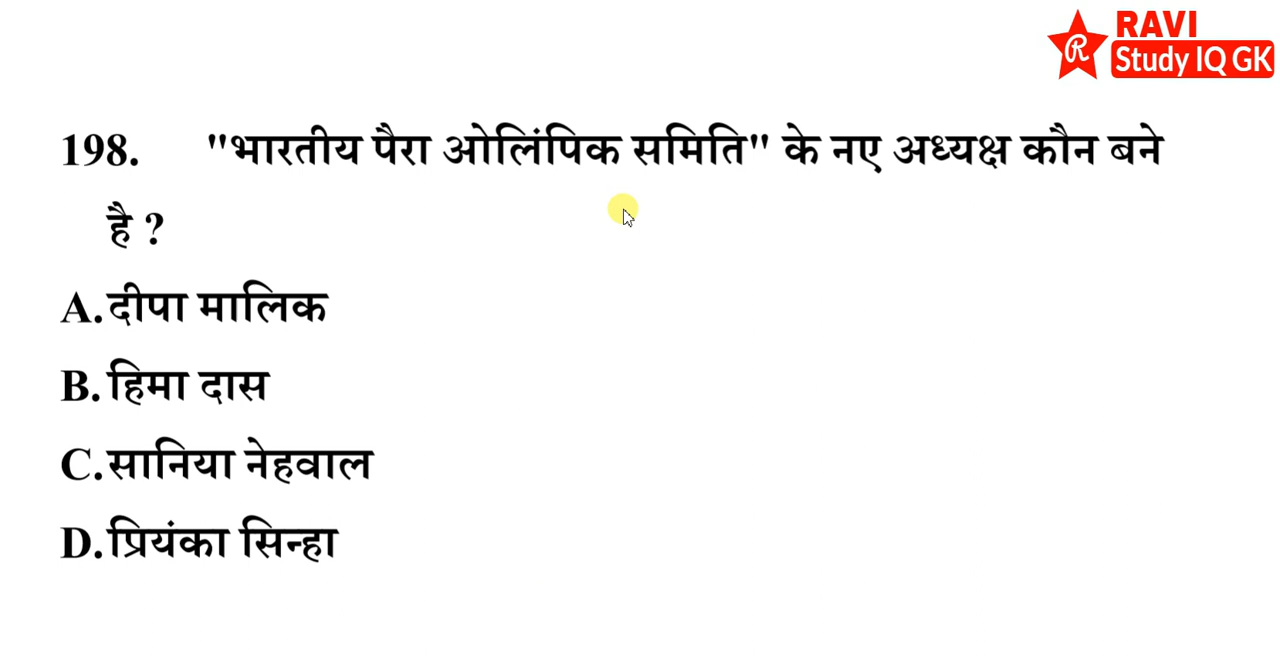 RAVI
Study IQ GK
198. "भारतीय पैरा ओलिंपिक समिति" के नए अध्यक्ष कौन बने
है ?
A.दीपा मालिक
B.हिमा दास
C.सानिया नेहवाल
D.प्रियंका सिन्हा